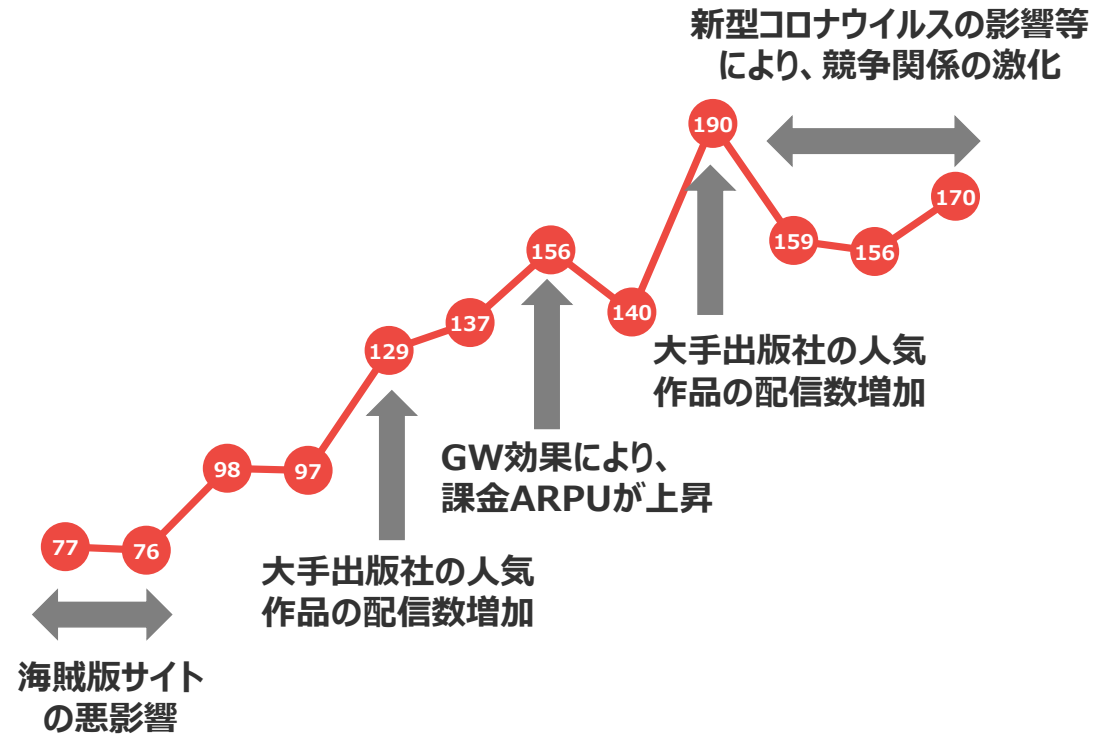 新型コロナウイルスの影響等
により、競争関係の激化
190
170
159
156
156
140
137
129
大手出版社の人気
作品の配信数増加
GW効果により、
課金ARPUが上昇
98
97
77
76
大手出版社の人気
作品の配信数増加
海賊版サイト
の悪影響